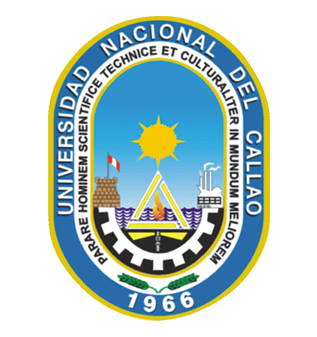 UNIVERSIDAD NACIONAL DEL CALLAO
PARARE HOMINEM SCIENTIFICE TECHNICE ET CULTURALITER IN MUNDUM MELIOREM
1966